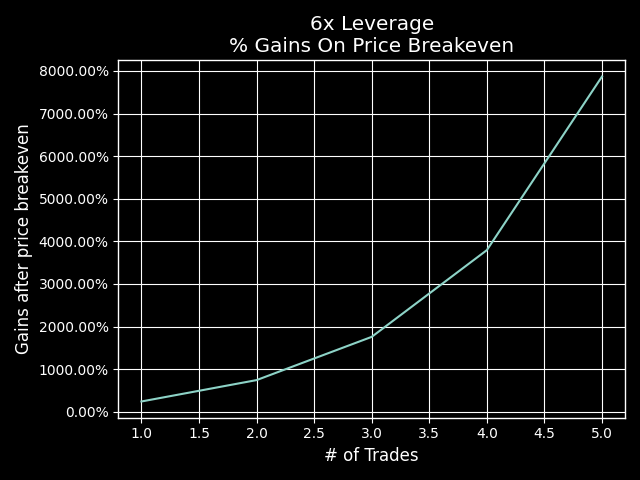 6x Leverage
% Gains On Price Breakeven
Gains after price breakeven
8000.00%
7000.00%
6000.00%
5000.00%
4000.00%
3000.00%
2000.00%
1000.00%
0.00%
1.0 1.5 2.0 2.5 3.0 3.5 4.0 4.5 5.0
# of Trades